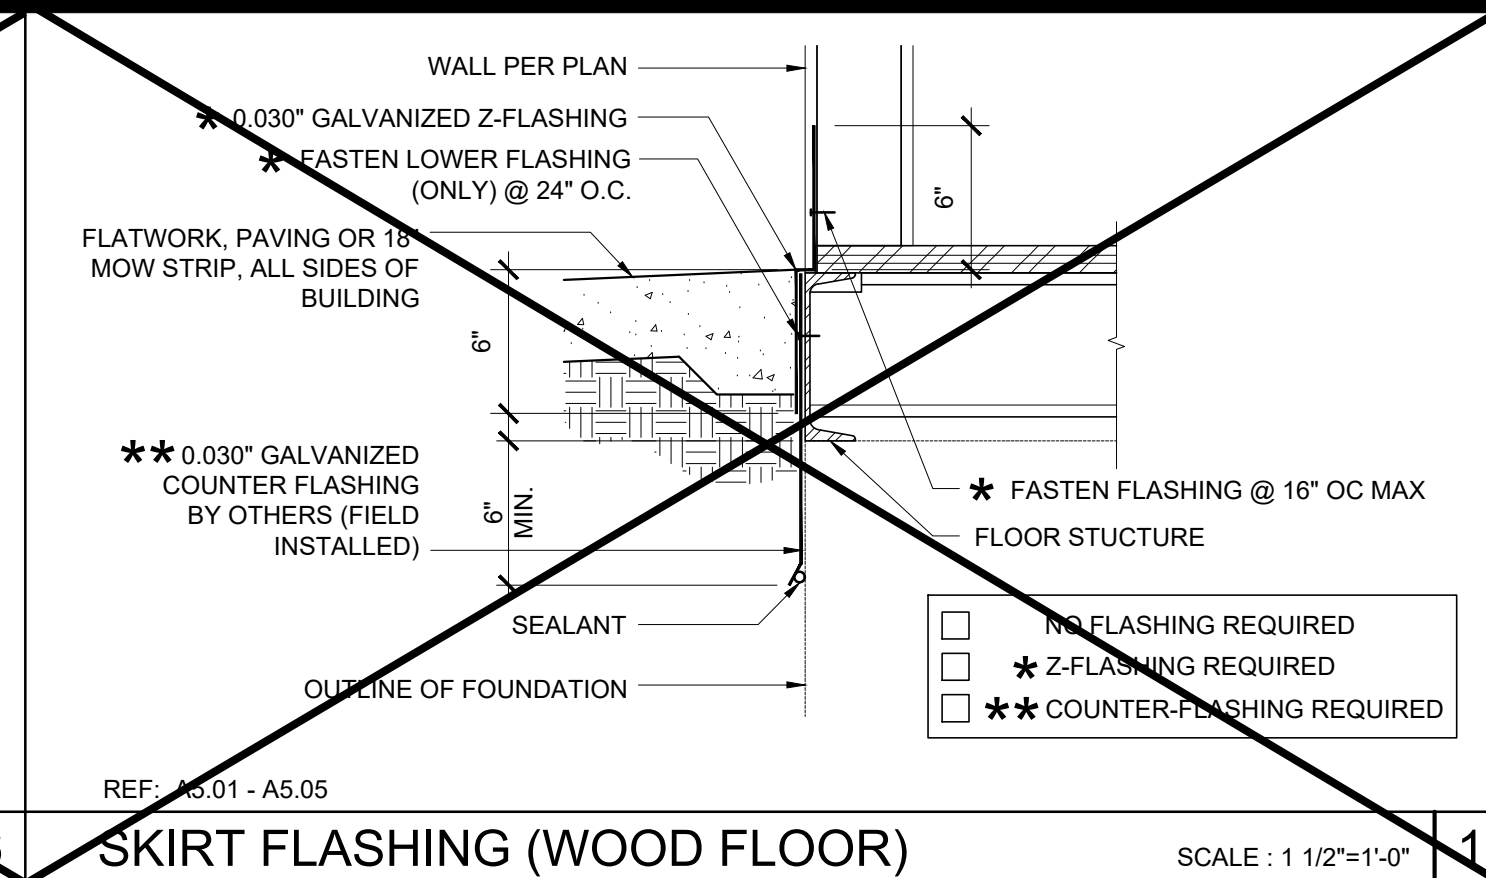 WALL PER PLAN
* 0.030" GALVANIZED Z-FLASHING
* FASTEN LOWER FLASHING
(ONLY) @ 24" O.C.
6"
FLATWORK, PAVING OR 18"
MOW STRIP, ALL SIDES OF
BUILDING
6"
** 0.030" GALVANIZED
COUNTER FLASHING
BY OTHERS (FIELD
INSTALLED)
6"
MIN.
* FASTEN FLASHING @ 16" OC MAX
FLOOR STUCTURE
SEALANT
OUTLINE OF FOUNDATION
NO FLASHING REQUIRED
* Z-FLASHING REQUIRED
** COUNTER-FLASHING REQUIRED
REF: A5.01 - A5.05
SKIRT FLASHING (WOOD FLOOR)
SCALE : 1 1/2"=1'-0"
1